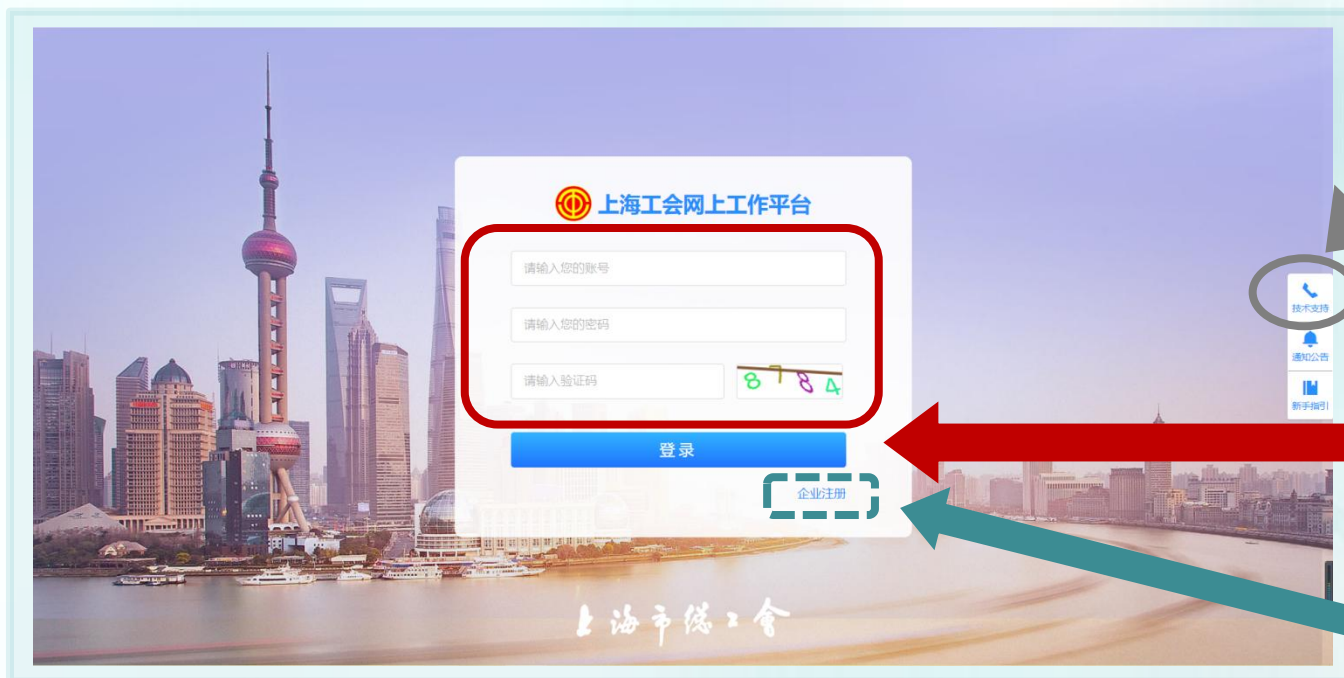 上海工会网上工作平台
请输入您的账号
请输入您的密码
请输入验证码
8784
登录
企业注册
技术支持
通知公告
新手指引
上海市总工會